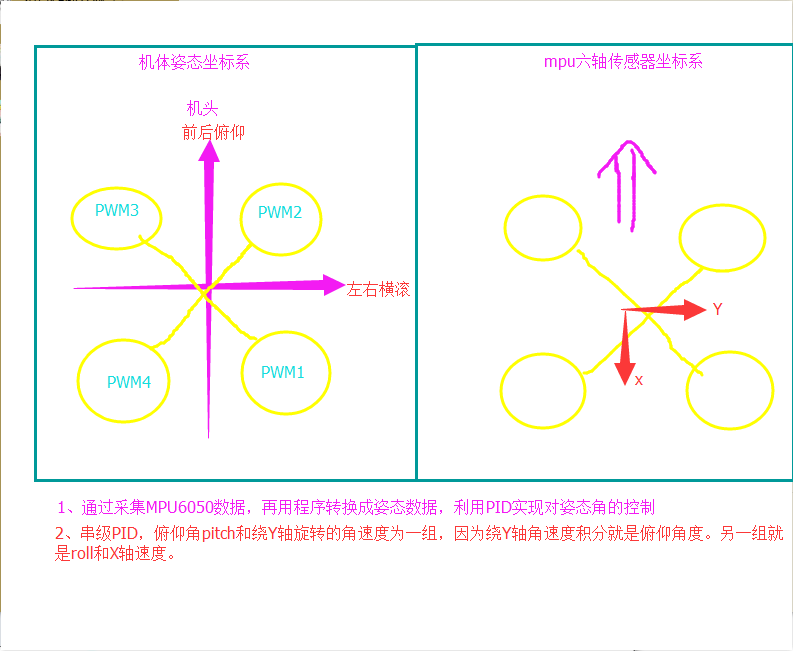 机体姿态坐标系
mpu六轴传感器坐标系
机头
前后俯仰
PWM3
PWM2
左右横滚
Y
PWM4
PWM1
x
1、通过采集MPU6050数据，再用程序转换成姿态数据，利用PID实现对姿态角的控制
2、串级PID，俯仰角pitch和绕Y轴旋转的角速度为一组，因为绕Y轴角速度积分就是俯仰角度。另一组就
是roll和X轴速度。